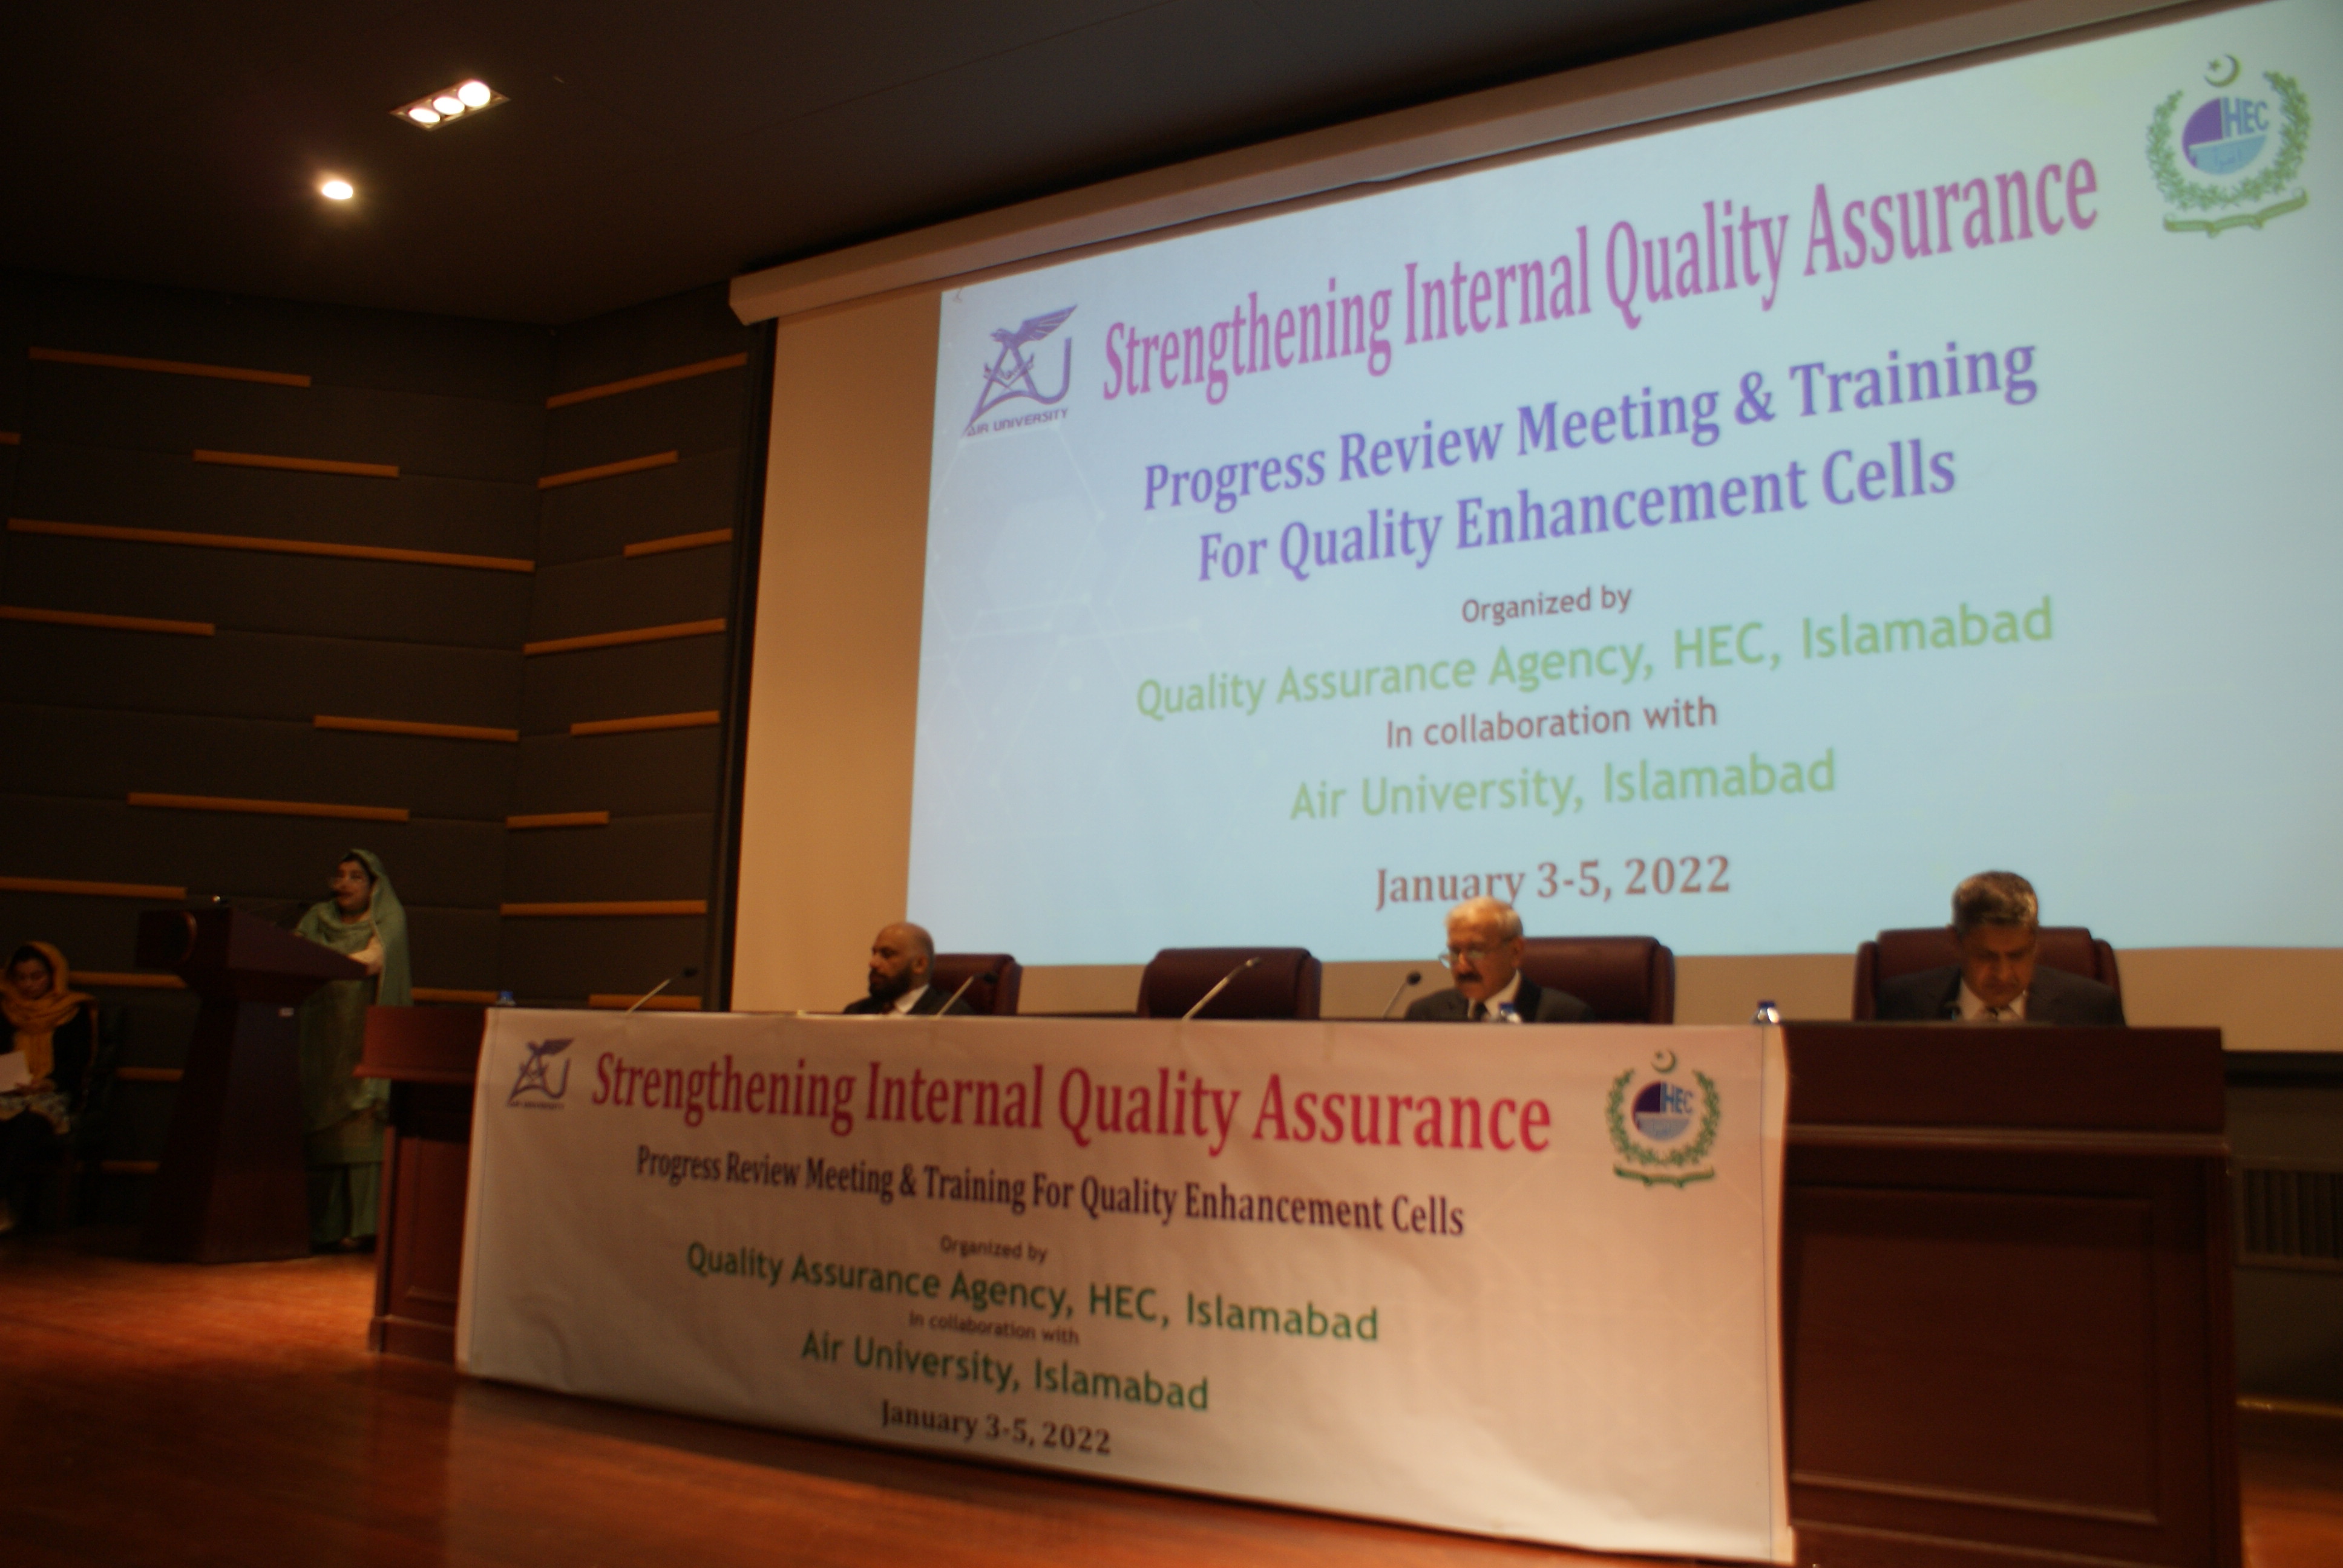 HEC
Strengthening Internal Quality Assurance
AIR UNIVERSITY
Progress Review Meeting & Training
For Quality Enhancement Cells
Organized by
Quality Assurance Agency, HEC, Islamabad
In collaboration with
Air University, Islamabad
January 3-5, 2022
AIR UNIVERSITY
Strengthening Internal Quality Assurance
HEC
Progress Review Meeting & Training For Quality Enhancement Cells
Organized by
Quality Assurance Agency, HEC, Islamabad
In collaboration with
Air University, Islamabad
January 3-5, 2022